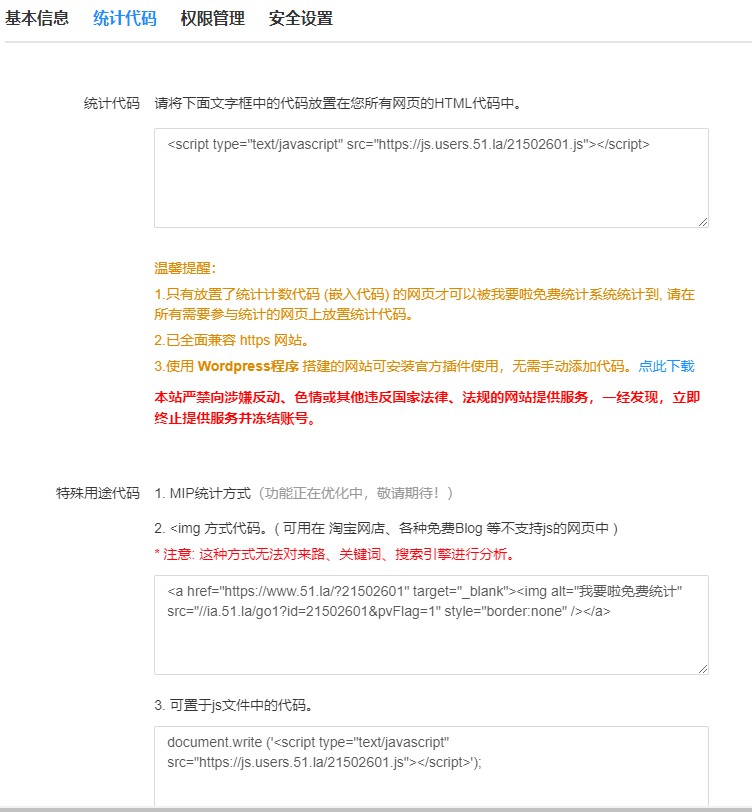 基本信息 统计代码 权限管理 安全设置
统计代码 请将下面文字框中的代码放置在您所有网页的HTML代码中。
<script type="text/javascript" src="https://js.users.51.la/21502601.js"></script>
温馨提醒：
1.只有放置了统计计数代码 (嵌入代码) 的网页才可以被我要啦免费统计系统统计到, 请在
所有需要参与统计的网页上放置统计代码。
2.已全面兼容 https 网站。
3.使用 Wordpress程序 搭建的网站可安装官方插件使用，无需手动添加代码。点此下载
本站严禁向涉嫌反动、色情或其他违反国家法律、法规的网站提供服务，一经发现，立即
终止提供服务并冻结账号。
特殊用途代码 1. MIP统计方式（功能正在优化中，敬请期待！）
2. <img 方式代码。( 可用在 淘宝网店、各种免费Blog 等不支持js的网页中 )
* 注意: 这种方式无法对来路、关键词、搜索引擎进行分析。
<a href="https://www.51.la/?21502601" target="_blank"><img alt="我要啦免费统计"
src="//ia.51.la/go1?id=21502601&pvFlag=1" style="border:none" /></a>
3. 可置于js文件中的代码。
document.write ('<script type="text/javascript"
src="https://js.users.51.la/21502601.js"></script>');